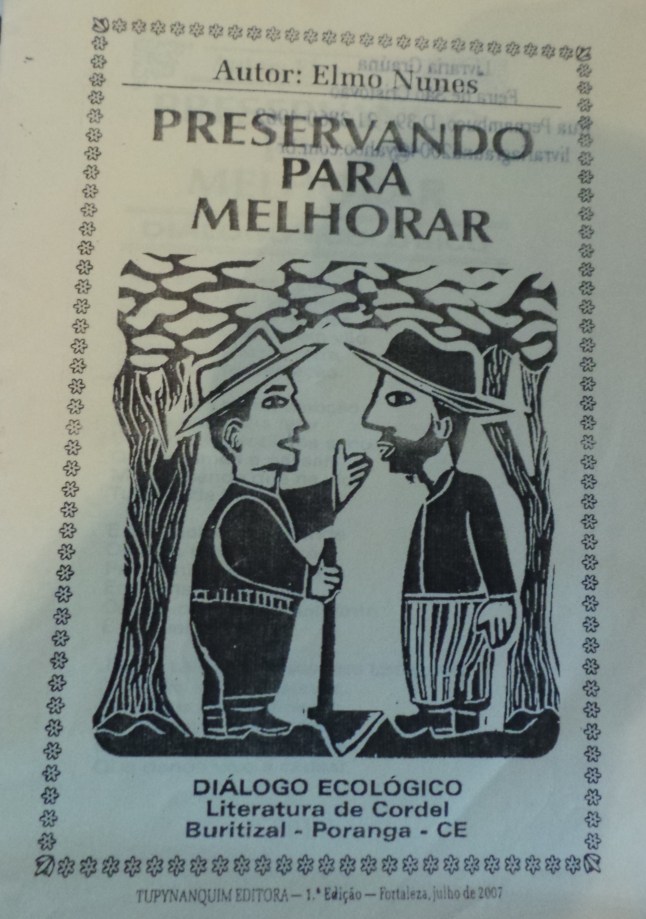 Autor: Elmo Nunes
PRESERVANDO
PARA
MELHORAR
DIÁLOGO ECOLÓGICO
Literatura de Cordel
Buritizal - Poranga - CE
TUPYNANQUIM EDITORA — 1.ª Edição — Fortaleza, julho de 2007